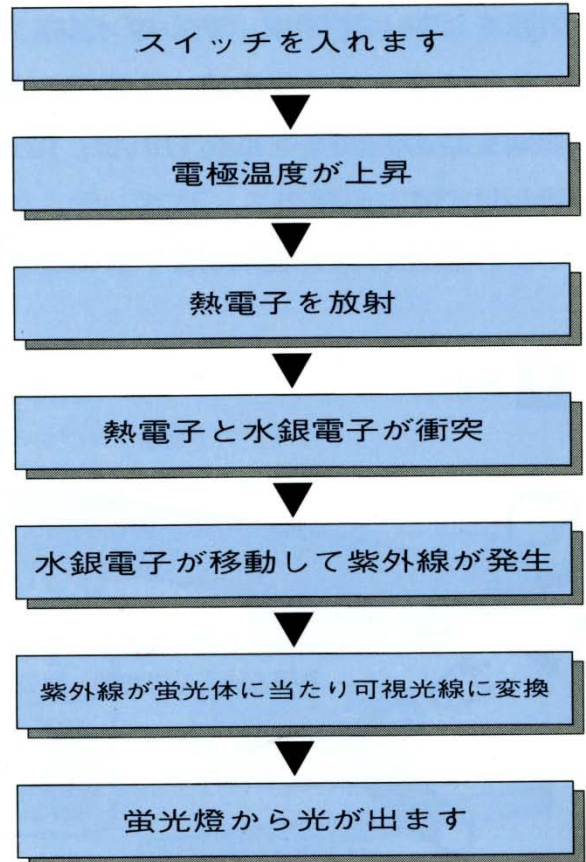 スイッチを入れます
電極温度が上昇
熱電子を放射
熱電子と水銀電子が衝突
水銀電子が移動して紫外線が発生
紫外線が蛍光体に当たり可視光線に変換
蛍光燈から光が出ます